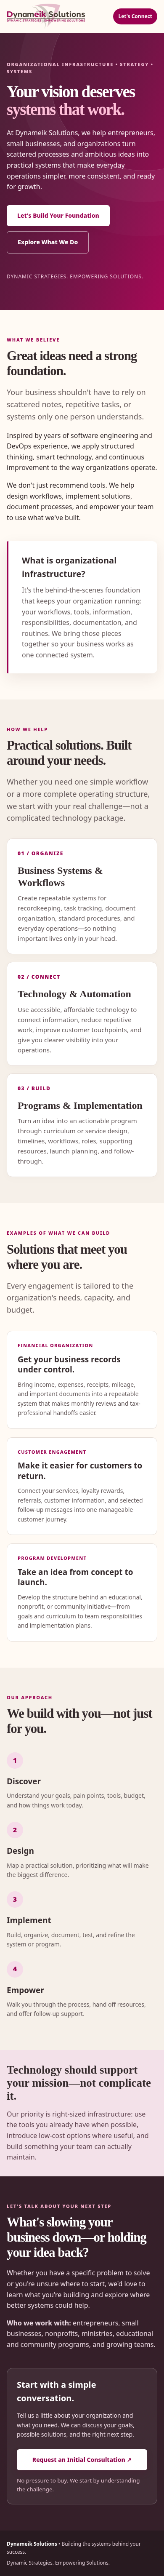 Dynameik Solutions
DYNAMIC STRATEGIES. EMPOWERING SOLUTIONS
Let's Connect
ORGANIZATIONAL INFRASTRUCTURE • STRATEGY •
SYSTEMS
Your vision deserves
systems that work.
At Dynameik Solutions, we help entrepreneurs,
small businesses, and organizations turn
scattered processes and ambitious ideas into
practical systems that make everyday
operations simpler, more consistent, and ready
for growth.
Let's Build Your Foundation
Explore What We Do
DYNAMIC STRATEGIES. EMPOWERING SOLUTIONS.
WHAT WE BELIEVE
Great ideas need a strong
foundation.
Your business shouldn't have to rely on
scattered notes, repetitive tasks, or
systems only one person understands.
Inspired by years of software engineering and
DevOps experience, we apply structured
thinking, smart technology, and continuous
improvement to the way organizations operate.
We don't just recommend tools. We help
design workflows, implement solutions,
document processes, and empower your team
to use what we've built.
What is organizational
infrastructure?
It's the behind-the-scenes foundation
that keeps your organization running:
your workflows, tools, information,
responsibilities, documentation, and
routines. We bring those pieces
together so your business works as
one connected system.
HOW WE HELP
Practical solutions. Built
around your needs.
Whether you need one simple workflow
or a more complete operating structure,
we start with your real challenge—not a
complicated technology package.
01 / ORGANIZE
Business Systems &
Workflows
Create repeatable systems for
recordkeeping, task tracking, document
organization, standard procedures, and
everyday operations—so nothing
important lives only in your head.
02 / CONNECT
Technology & Automation
Use accessible, affordable technology to
connect information, reduce repetitive
work, improve customer touchpoints, and
give you clearer visibility into your
operations.
03 / BUILD
Programs & Implementation
Turn an idea into an actionable program
through curriculum or service design,
timelines, workflows, roles, supporting
resources, launch planning, and follow-
through.
EXAMPLES OF WHAT WE CAN BUILD
Solutions that meet you
where you are.
Every engagement is tailored to the
organization's needs, capacity, and
budget.
FINANCIAL ORGANIZATION
Get your business records
under control.
Bring income, expenses, receipts, mileage,
and important documents into a repeatable
system that makes monthly reviews and tax-
professional handoffs easier.
CUSTOMER ENGAGEMENT
Make it easier for customers to
return.
Connect your services, loyalty rewards,
referrals, customer information, and selected
follow-up messages into one manageable
customer journey.
PROGRAM DEVELOPMENT
Take an idea from concept to
launch.
Develop the structure behind an educational,
nonprofit, or community initiative—from
goals and curriculum to team responsibilities
and implementation plans.
OUR APPROACH
We build with you—not just
for you.
1
Discover
Understand your goals, pain points, tools, budget,
and how things work today.
2
Design
Map a practical solution, prioritizing what will make
the biggest difference.
3
Implement
Build, organize, document, test, and refine the
system or program.
4
Empower
Walk you through the process, hand off resources,
and offer follow-up support.
Technology should support
your mission—not complicate
it.
Our priority is right-sized infrastructure: use
the tools you already have when possible,
introduce low-cost options where useful, and
build something your team can actually
maintain.
LET'S TALK ABOUT YOUR NEXT STEP
What's slowing your
business down—or holding
your idea back?
Whether you have a specific problem to solve
or you're unsure where to start, we'd love to
learn what you're building and explore where
better systems could help.
Who we work with: entrepreneurs, small
businesses, nonprofits, ministries, educational
and community programs, and growing teams.
Start with a simple
conversation.
Tell us a little about your organization and
what you need. We can discuss your goals,
possible solutions, and the right next step.
Request an Initial Consultation ↗
No pressure to buy. We start by understanding
the challenge.
Dynameik Solutions • Building the systems behind your
success.
Dynamic Strategies. Empowering Solutions.